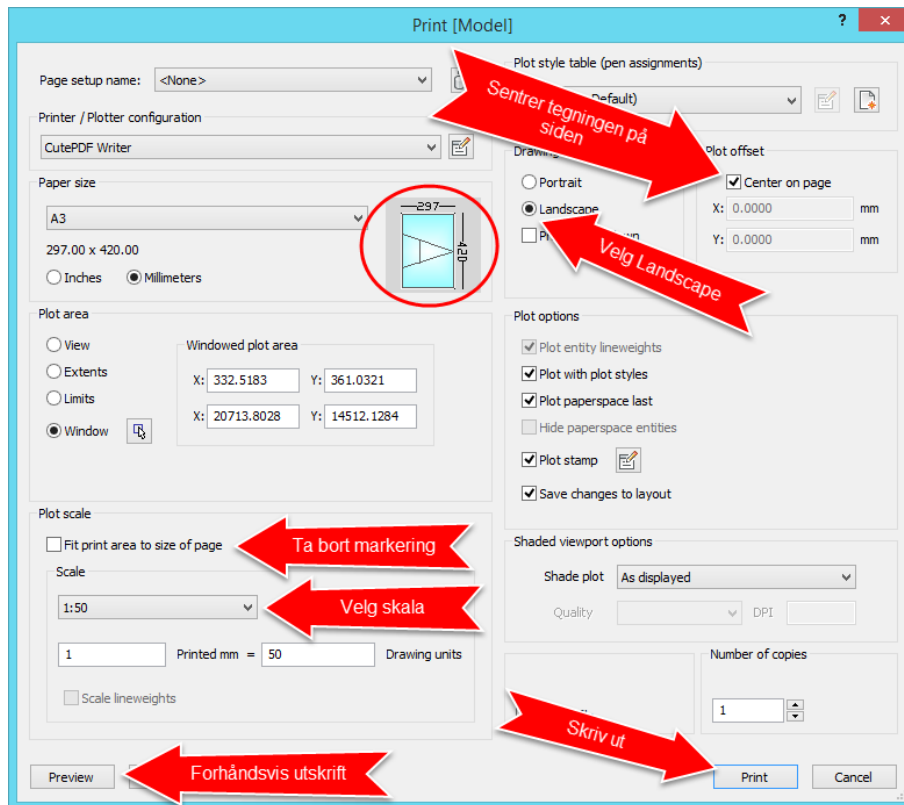 Print [Model]
?
Page setup name: <None>
Printer / Plotter configuration
CutePDF Writer
Paper size
A3
297.00 x 420.00
Inches
Millimeters
297
420
Plot area
View
Extents
Limits
Window
Windowed plot area
X: 332.5183 Y: 361.0321
X: 20713.8028 Y: 14512.1284
Plot scale
Fit print area to size of page
Ta bort markering
Scale
1:50
Velg skala
1 Printed mm = 50 Drawing units
Scale lineweights
Preview
Forhåndsvis utskrift
Plot style table (pen assignments)
Default)
Sentrer tegningen på
siden
Drawing
Portrait
Landscape
Velg Landscape
Plot offset
Center on page
X: 0.0000 mm
Y: 0.0000 mm
Plot options
Plot entity lineweights
Plot with plot styles
Plot paperspace last
Hide paperspace entities
Plot stamp
Save changes to layout
Shaded viewport options
Shade plot As displayed
Quality DPI
Number of copies
1
Skriv ut
Print
Cancel